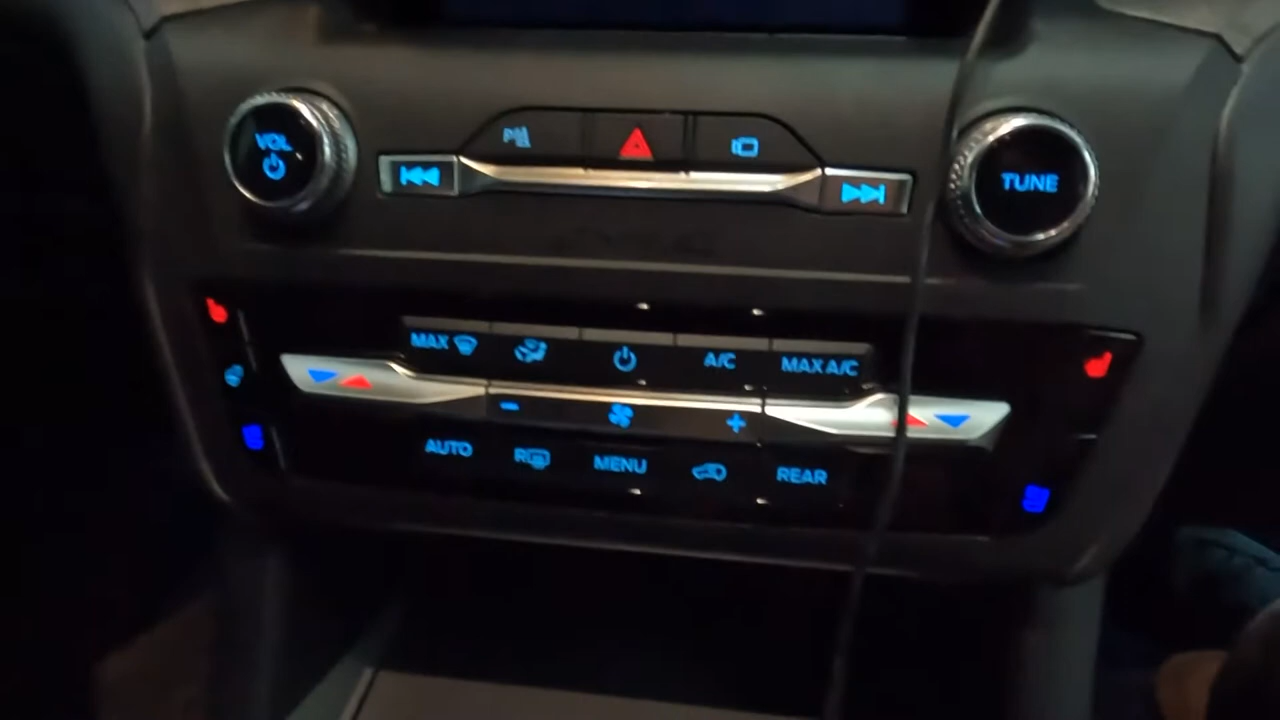 VOL
TUNE
MAX
A/C
MAX A/C
AUTO
R
MENU
REAR